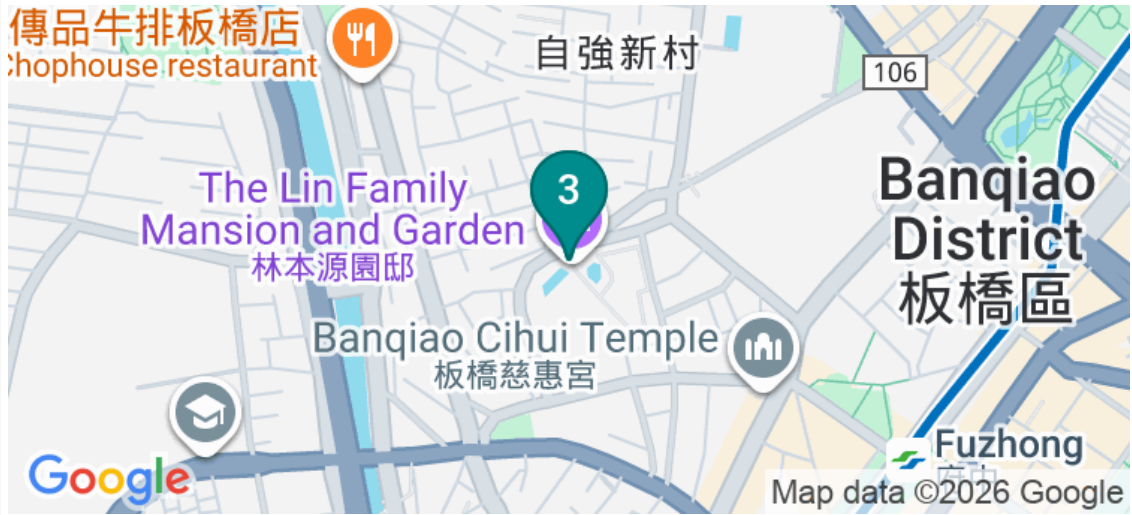 傳品牛排板橋店
Chophouse restaurant
自強新村
106
3
The Lin Family
Mansion and Garden
林本源園邸
Banqiao
District
板橋區
Banqiao Cihui Temple
板橋慈惠宮
Fuzhong
府中
Google
Map data ©2026 Google